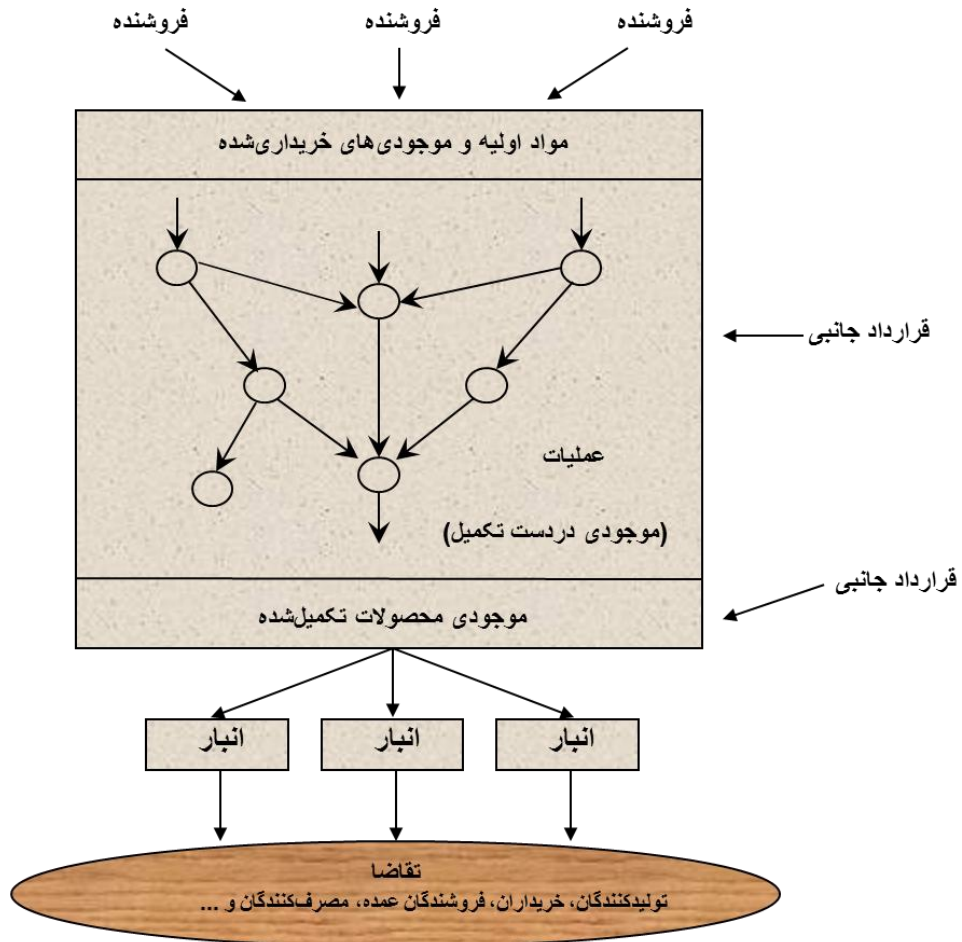 فروشنده
فروشنده
فروشنده
مواد اولیه و موجودی‌های خریداری‌شده
قرارداد جانبی
عملیات
(موجودی دردست تکمیل)
قرارداد جانبی
موجودی محصولات تکمیل‌شده
انبار
انبار
انبار
تقاضا
تولیدکنندگان، خریداران، فروشندگان عمده، مصرف‌کنندگان و ...